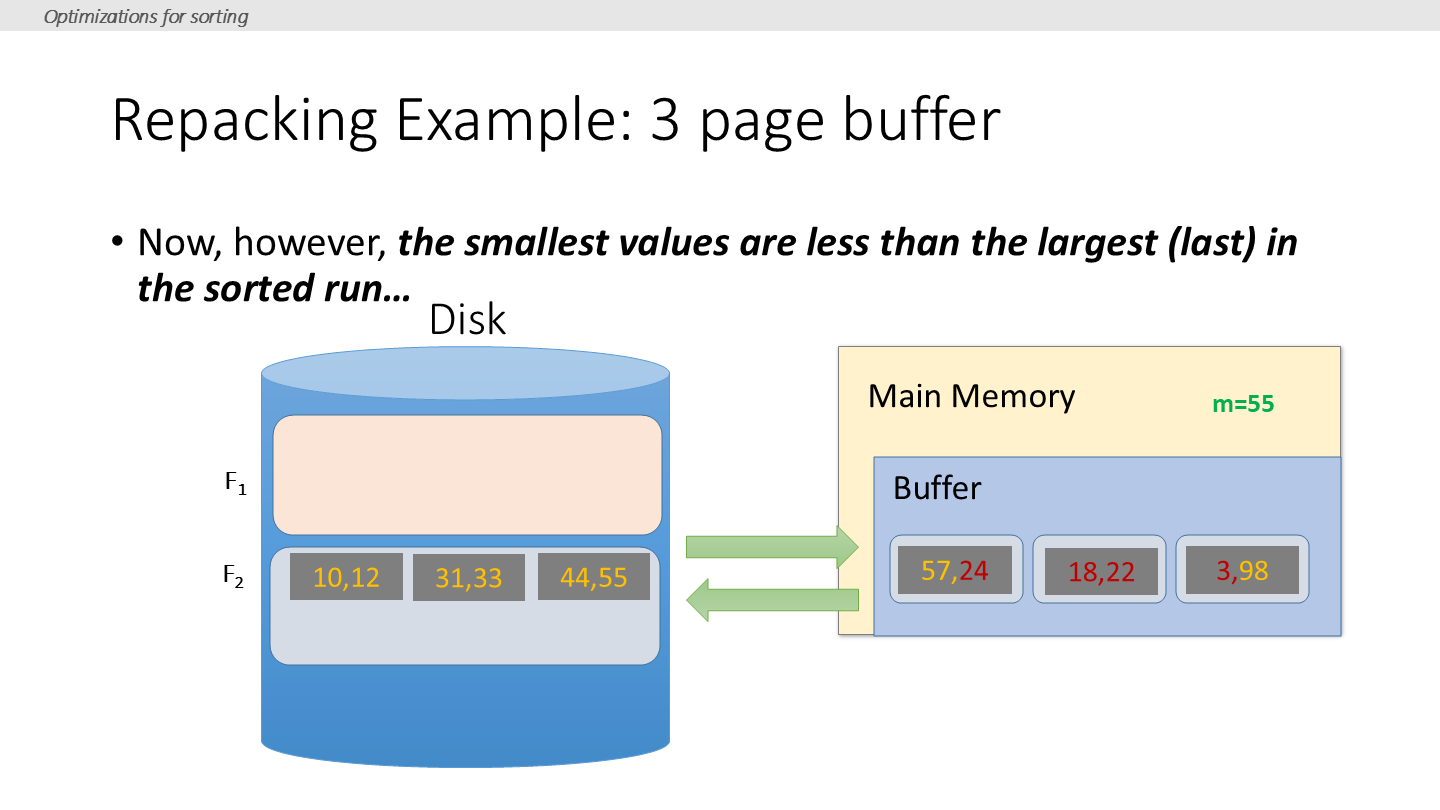 Optimizations for sorting
Repacking Example: 3 page buffer
• Now, however, the smallest values are less than the largest (last) in
the sorted run…
Disk
Main Memory
m=55
Buffer
F1
F2
10,12
31,33
44,55
57,24
18,22
3,98